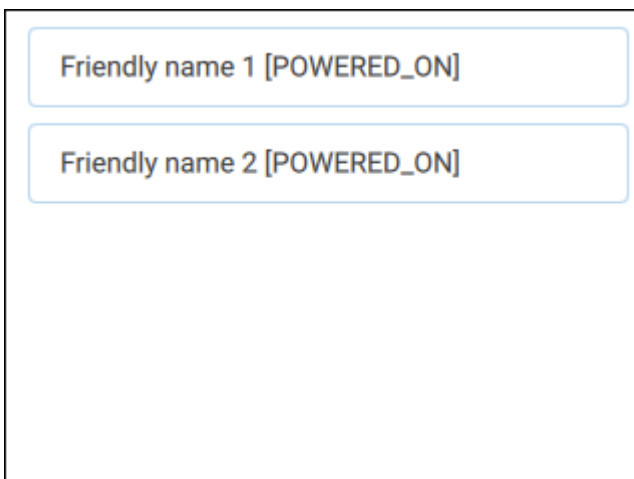 Friendly name 1 [POWERED_ON]
Friendly name 2 [POWERED_ON]